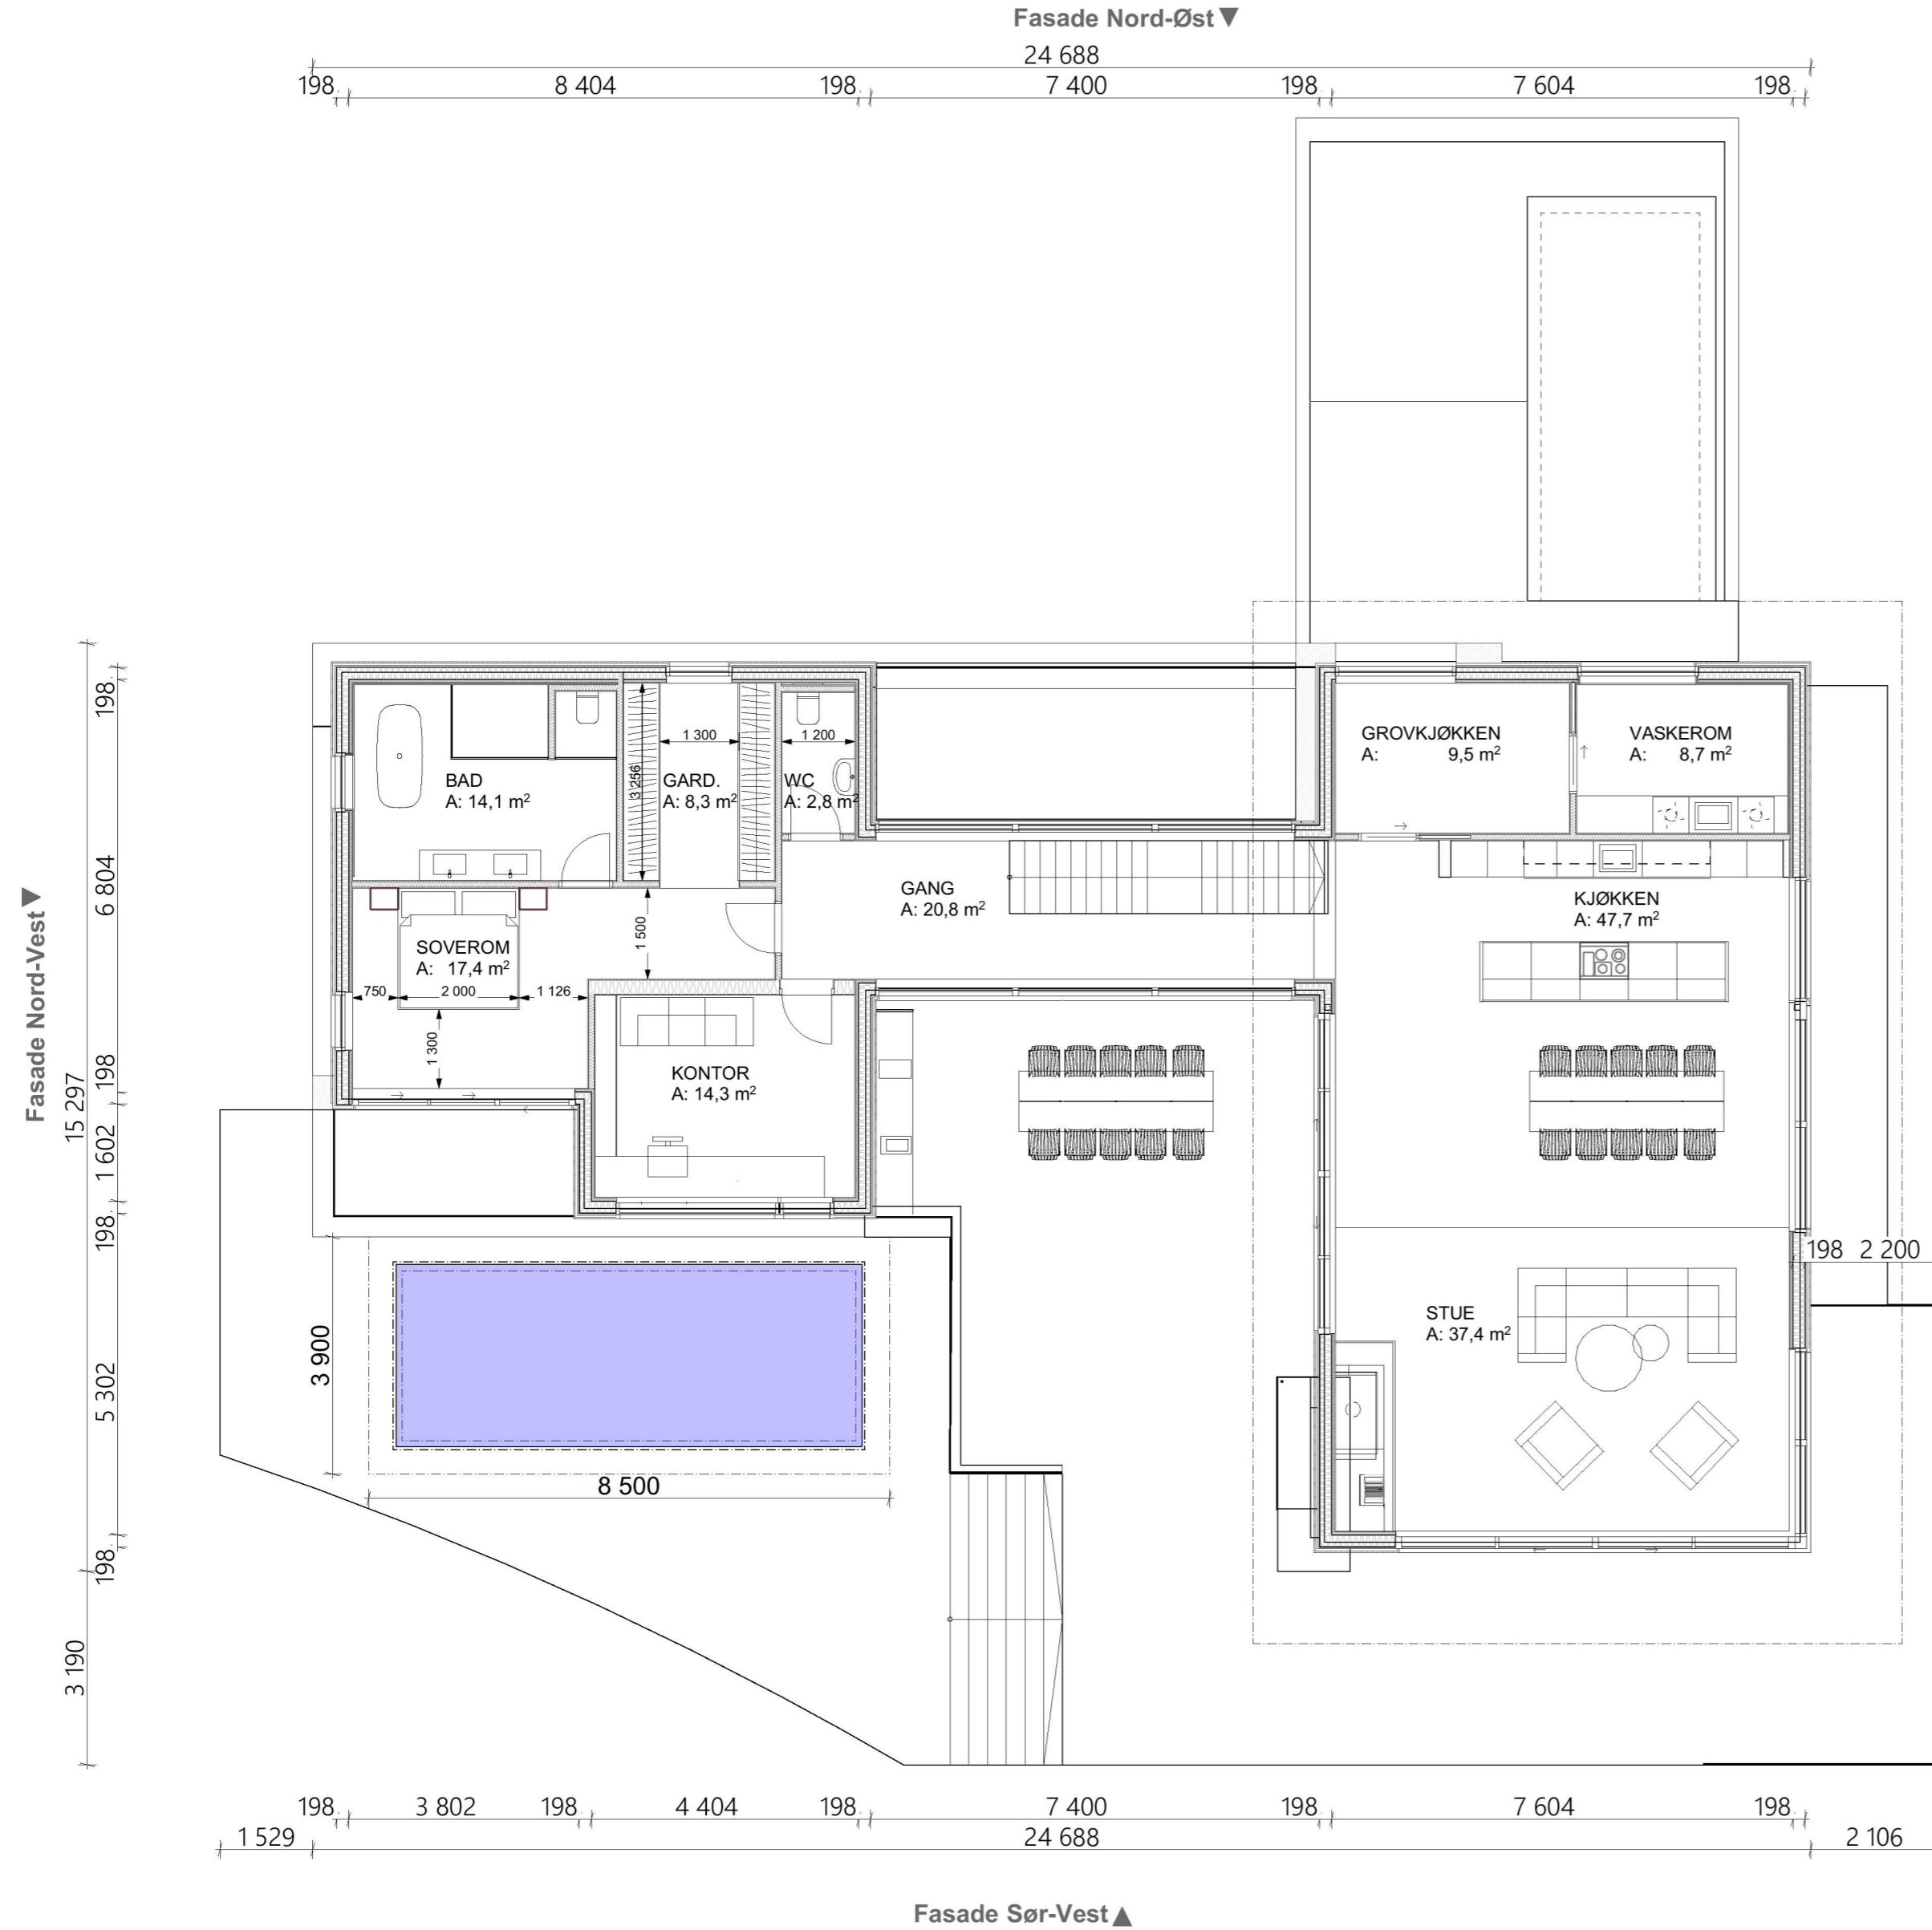 Fasade Nord-Øst▼
24 688
198 8 404 198 7 400 198 7 604 198
198
6 804
198
1 602
198
5 302
198
15 297
3 190
Fasade Nord-Vest▼
1 300
1 200
3 256
BAD
A: 14,1 m²
GARD.
A: 8,3 m²
WC
A: 2,8 m²
GROVKJØKKEN
A: 9,5 m²
VASKEROM
A: 8,7 m²
GANG
A: 20,8 m²
KJØKKEN
A: 47,7 m²
1 500
SOVEROM
A: 17,4 m²
750 2 000 1 126
1 300
KONTOR
A: 14,3 m²
198 2 200
STUE
A: 37,4 m²
3 900
8 500
198 3 802 198 4 404 198 7 400 198 7 604 198
1 529 24 688 2 106
Fasade Sør-Vest▲